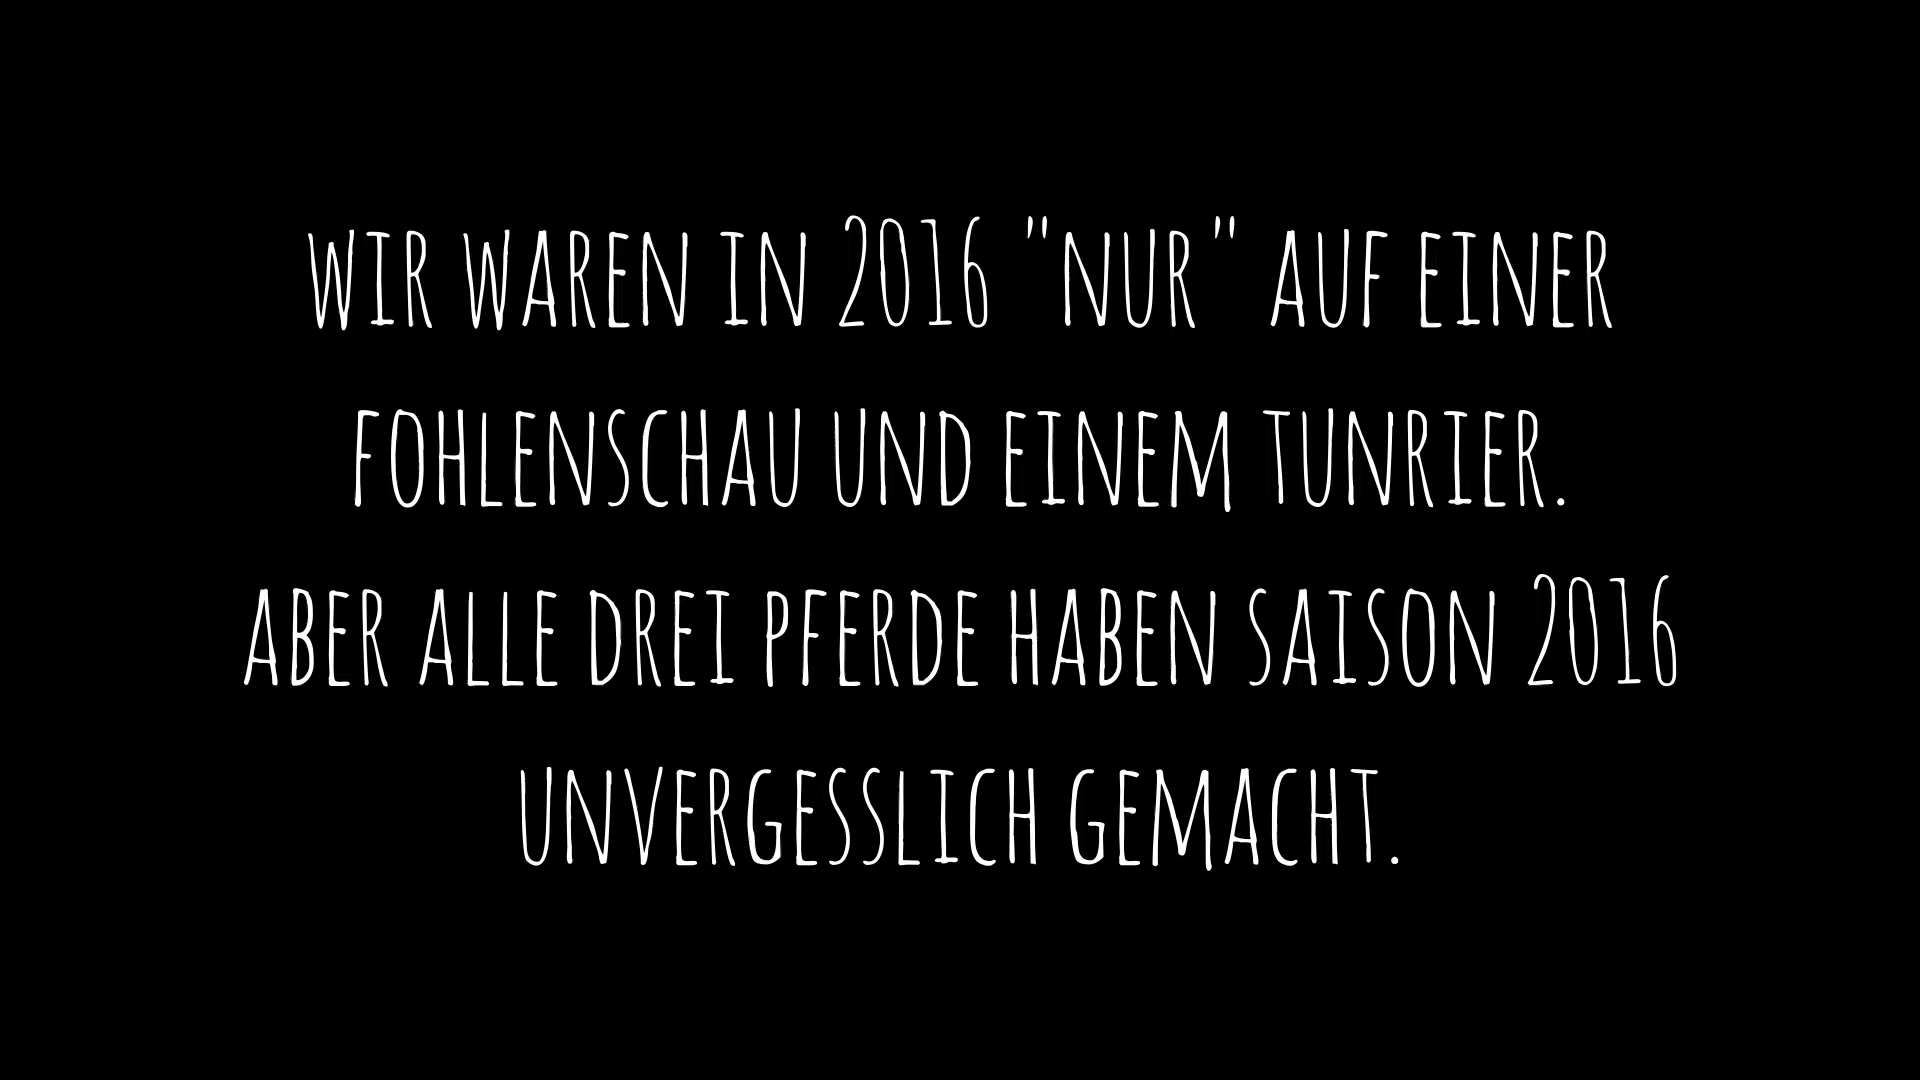 WIR WAREN IN 2016 "NUR" AUF EINER
FOHLENSCHAU UND EINEM TUNRIER.
ABER ALLE DREI PFERDE HABEN SAISON 2016
UNVERGESSLICH GEMACHT.